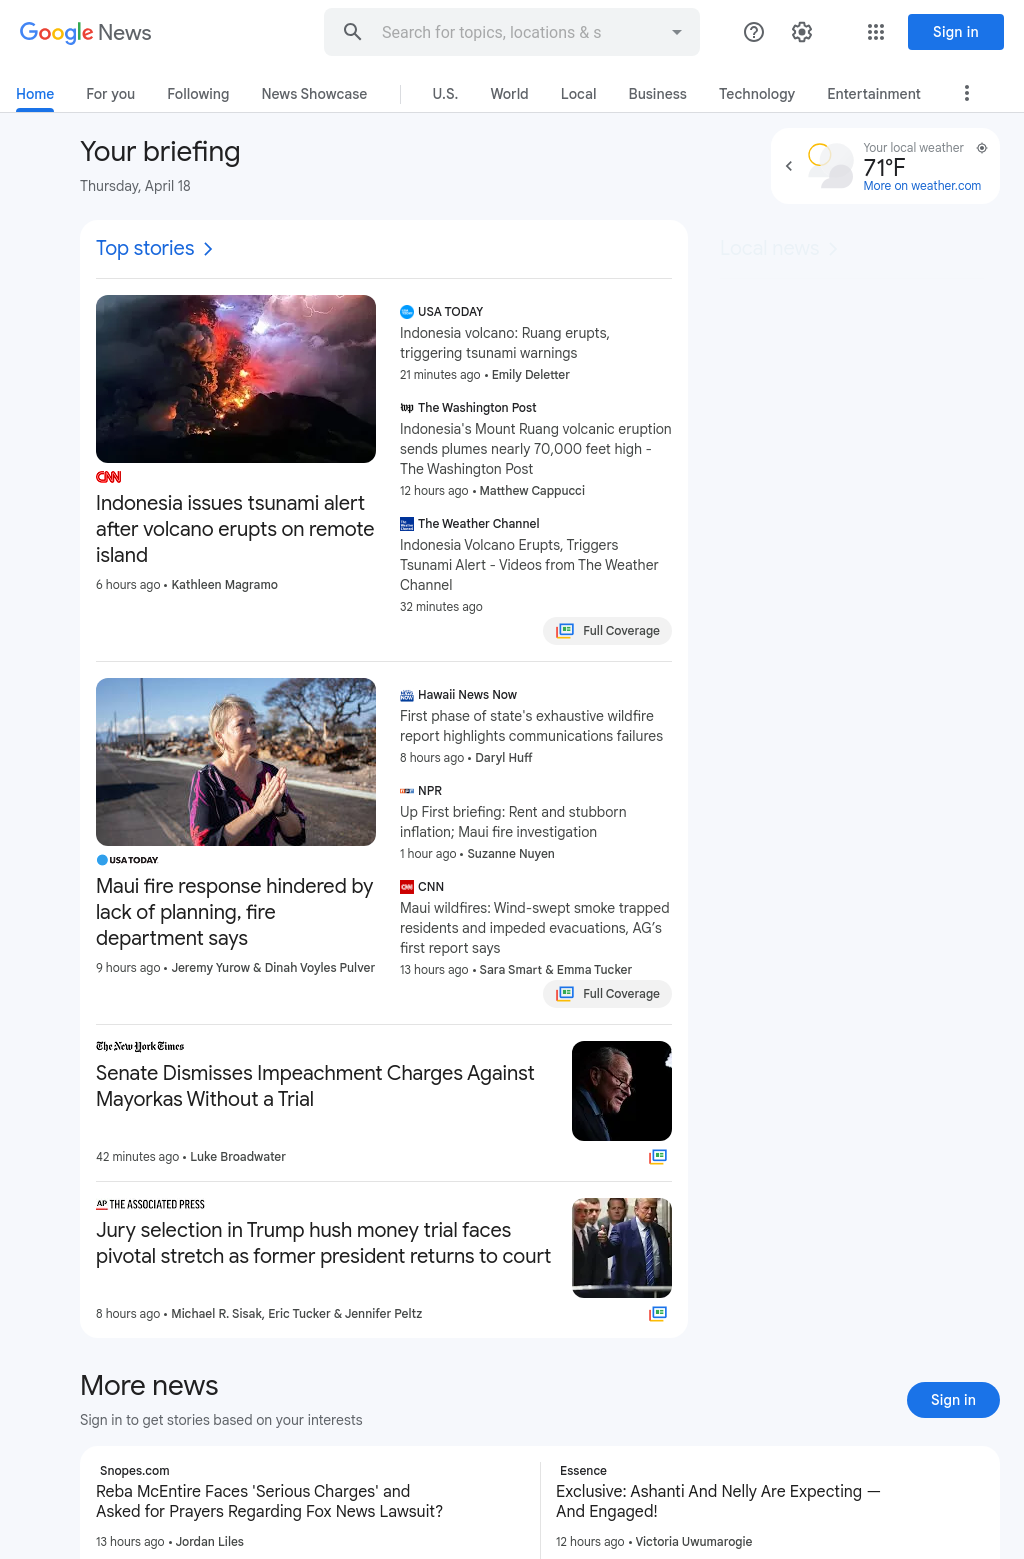 Google News
Search for topics, locations & s
Sign in
Home
For you
Following
News Showcase
U.S.
World
Local
Business
Technology
Entertainment
Your briefing
Thursday, April 18
Your local weather
71°F
More on weather.com
Top stories
Local news
CNN
Indonesia issues tsunami alert
after volcano erupts on remote
island
6 hours ago • Kathleen Magramo
USA TODAY
Indonesia volcano: Ruang erupts,
triggering tsunami warnings
21 minutes ago • Emily Deletter
wp The Washington Post
Indonesia's Mount Ruang volcanic eruption
sends plumes nearly 70,000 feet high -
The Washington Post
12 hours ago • Matthew Cappucci
The Weather Channel
Indonesia Volcano Erupts, Triggers
Tsunami Alert - Videos from The Weather
Channel
32 minutes ago
Full Coverage
USA TODAY
Maui fire response hindered by
lack of planning, fire
department says
9 hours ago • Jeremy Yurow & Dinah Voyles Pulver
Hawaii News Now
First phase of state's exhaustive wildfire
report highlights communications failures
8 hours ago • Daryl Huff
NPR
Up First briefing: Rent and stubborn
inflation; Maui fire investigation
1 hour ago • Suzanne Nuyen
CNN
Maui wildfires: Wind-swept smoke trapped
residents and impeded evacuations, AG’s
first report says
13 hours ago • Sara Smart & Emma Tucker
Full Coverage
The New York Times
Senate Dismisses Impeachment Charges Against
Mayorkas Without a Trial
42 minutes ago • Luke Broadwater
AP THE ASSOCIATED PRESS
Jury selection in Trump hush money trial faces
pivotal stretch as former president returns to court
8 hours ago • Michael R. Sisak, Eric Tucker & Jennifer Peltz
More news
Sign in to get stories based on your interests
Sign in
Snopes.com
Reba McEntire Faces 'Serious Charges' and
Asked for Prayers Regarding Fox News Lawsuit?
13 hours ago • Jordan Liles
Essence
Exclusive: Ashanti And Nelly Are Expecting —
And Engaged!
12 hours ago • Victoria Uwumarogie